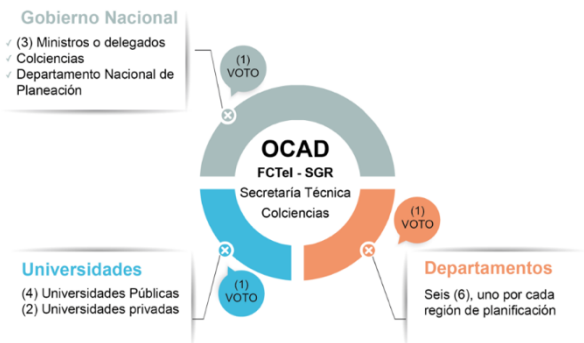 Gobierno Nacional
(3) Ministros o delegados
Colciencias
Departamento Nacional de
Planeación
(1)
VOTO
OCAD
FCTeI - SGR
Secretaría Técnica
Colciencias
(1)
VOTO
Universidades
(4) Universidades Públicas
(2) Universidades privadas
(1)
VOTO
Departamentos
Seis (6), uno por cada
región de planificación